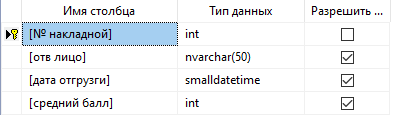 Имя столбца Тип данных Разрешить ...
[№ накладной] int
[отв лицо] nvarchar(50)
[дата отгрузги] smalldatetime
[средний балл] int